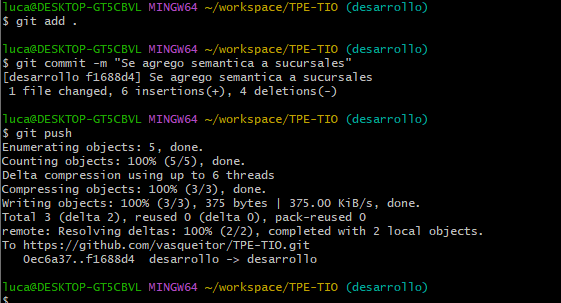 luca@DESKTOP-GT5CBVL MINGW64 ~/workspace/TPE-TIO (desarrollo)
$ git add .
luca@DESKTOP-GT5CBVL MINGW64 ~/workspace/TPE-TIO (desarrollo)
$ git commit -m "Se agrego semantica a sucursales"
[desarrollo f1688d4] Se agrego semantica a sucursales
1 file changed, 6 insertions(+), 4 deletions(-)
luca@DESKTOP-GT5CBVL MINGW64 ~/workspace/TPE-TIO (desarrollo)
$ git push
Enumerating objects: 5, done.
Counting objects: 100% (5/5), done.
Delta compression using up to 6 threads
Compressing objects: 100% (3/3), done.
Writing objects: 100% (3/3), 375 bytes | 375.00 KiB/s, done.
Total 3 (delta 2), reused 0 (delta 0), pack-reused 0
remote: Resolving deltas: 100% (2/2), completed with 2 local objects.
To https://github.com/vasqueitor/TPE-TIO.git
0ec6a37..f1688d4  desarrollo -> desarrollo
luca@DESKTOP-GT5CBVL MINGW64 ~/workspace/TPE-TIO (desarrollo)
$